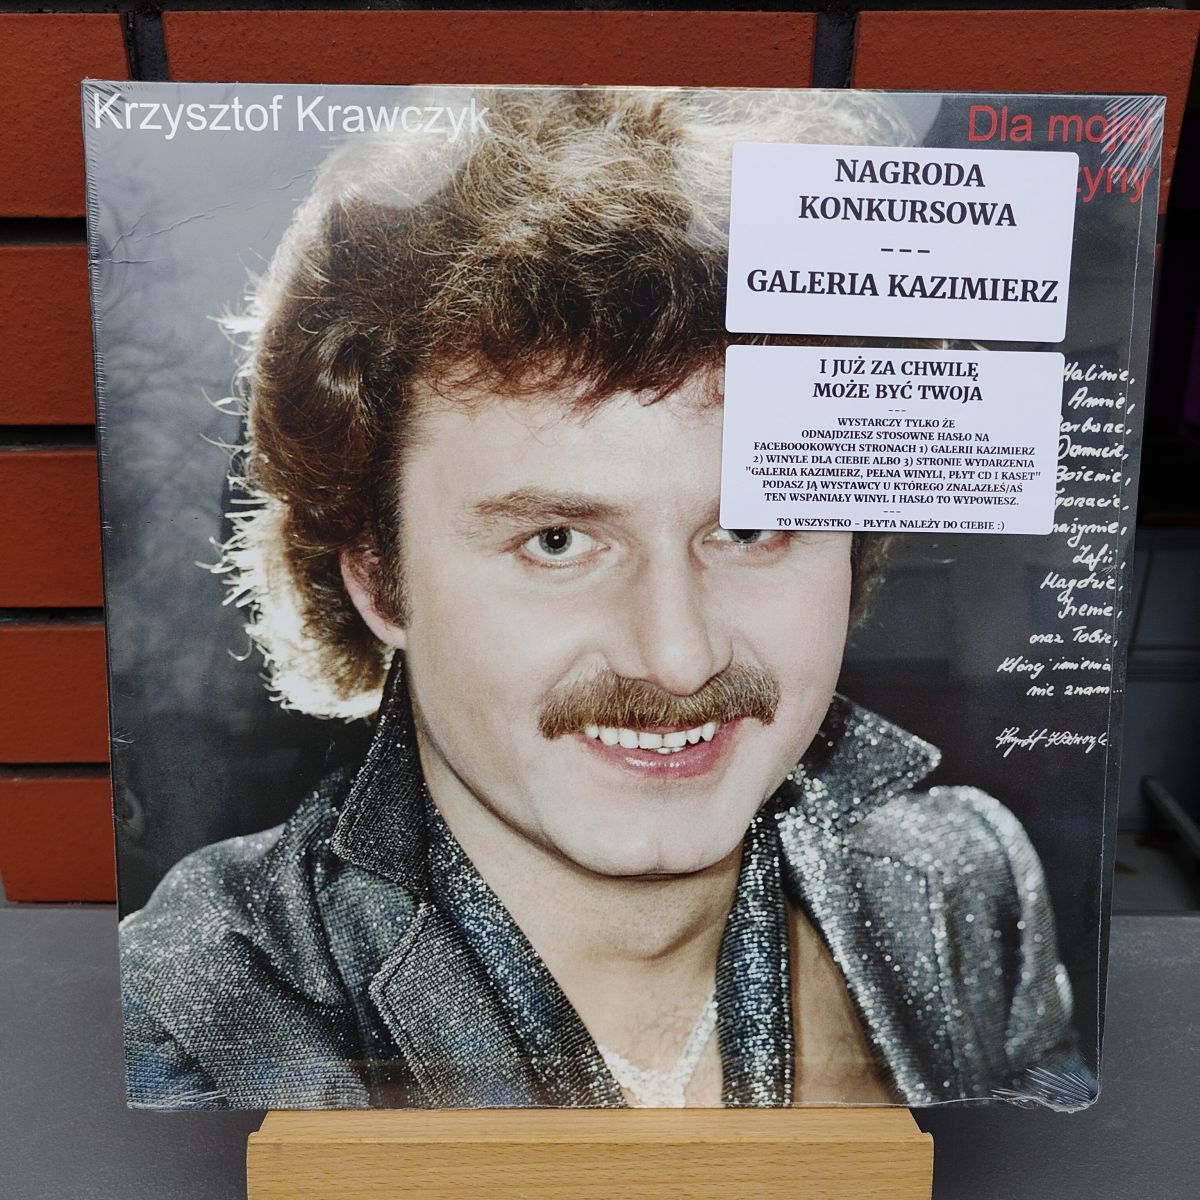 Krzysztof Krawczyk
Dla mojej
NAGRODA
KONKURSOWA
---
GALERIA KAZIMIERZ
I JUŻ ZA CHWILĘ
MOŻE BYĆ TWOJA
---
WYSTARCZY TYLKO ŻE
ODNAJDZIESZ STOSOWNE HASŁO NA
FACEBOOOKOWYCH STRONACH 1) GALERII KAZIMIERZ
2) WINYLE DLA CIEBIE ALBO 3) STRONIE WYDARZENIA
"GALERIA KAZIMIERZ, PEŁNA WINYLI, PŁYT CD I KASET"
PODASZ JĄ WYSTAWCY U KTÓREGO ZNALAZŁEŚ/AŚ
TEN WSPANIAŁY WINYL I HASŁO TO WYPOWIESZ.
---
TO WSZYSTKO - PŁYTA NALEŻY DO CIEBIE :)
Halinie,
Annie,
Zofii,
Magdzie,
Irenie,
oraz Tobie,
której imienia
nie znam...
Krzysztof Krawczyk